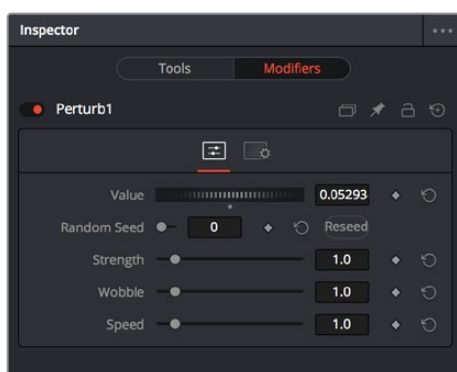 Inspector
Tools Modifiers
Perturb1
Value 0.05293
Random Seed 0 Reseed
Strength 1.0
Wobble 1.0
Speed 1.0